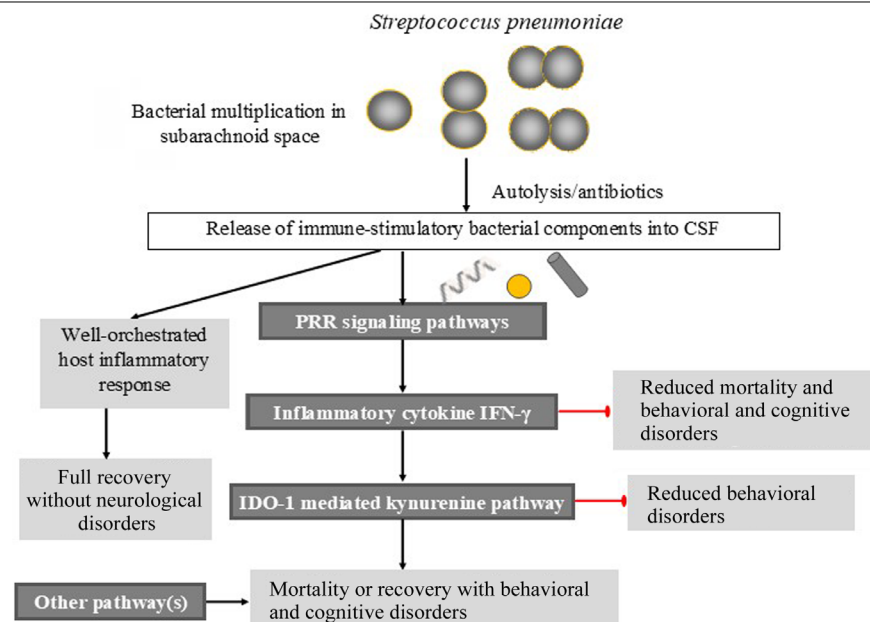 Streptococcus pneumoniae
Bacterial multiplication in
subarachnoid space
Autolysis/antibiotics
Release of immune-stimulatory bacterial components into CSF
PRR signaling pathways
Well-orchestrated
host inflammatory
response
Inflammatory cytokine IFN-γ
Reduced mortality and
behavioral and cognitive
disorders
Full recovery
without neurological
disorders
IDO-1 mediated kynurenine pathway
Reduced behavioral
disorders
Other pathway(s)
Mortality or recovery with behavioral
and cognitive disorders